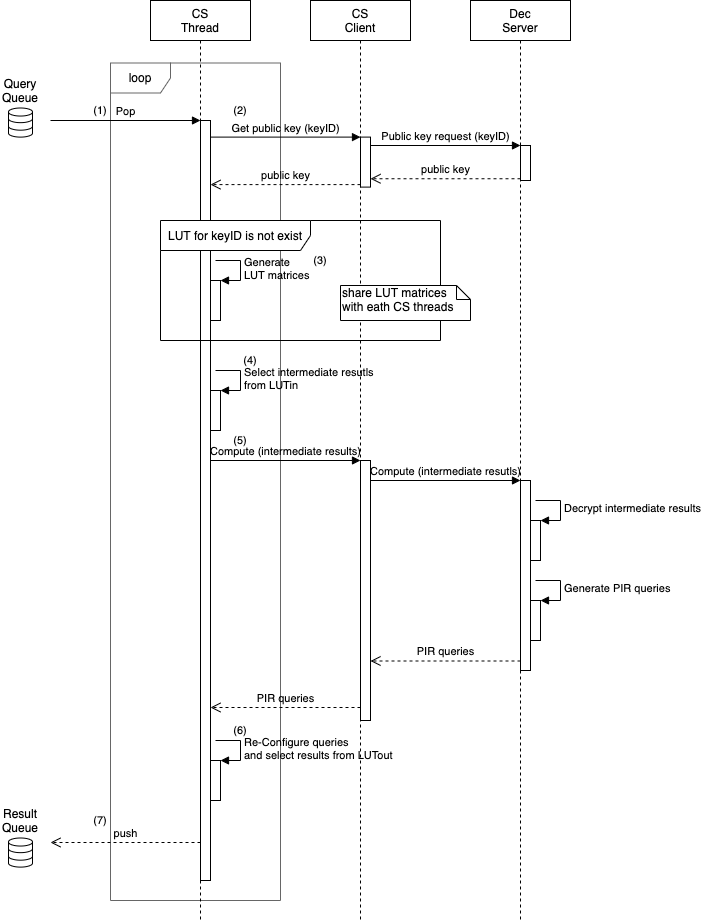 CS
Thread
CS
Client
Dec
Server
loop
Query
Queue
(1) Pop
(2)
Get public key (keyID)
Public key request (keyID)
public key
public key
LUT for keyID is not exist
Generate
LUT matrices
(3)
share LUT matrices
with eath CS threads
(4)
Select intermediate resutls
from LUTin
(5)
Compute (intermediate results)
Compute (intermediate resutls)
Decrypt intermediate results
Generate PIR queries
PIR queries
PIR queries
(6)
Re-Configure queries
and select results from LUTout
Result
Queue
(7)
push